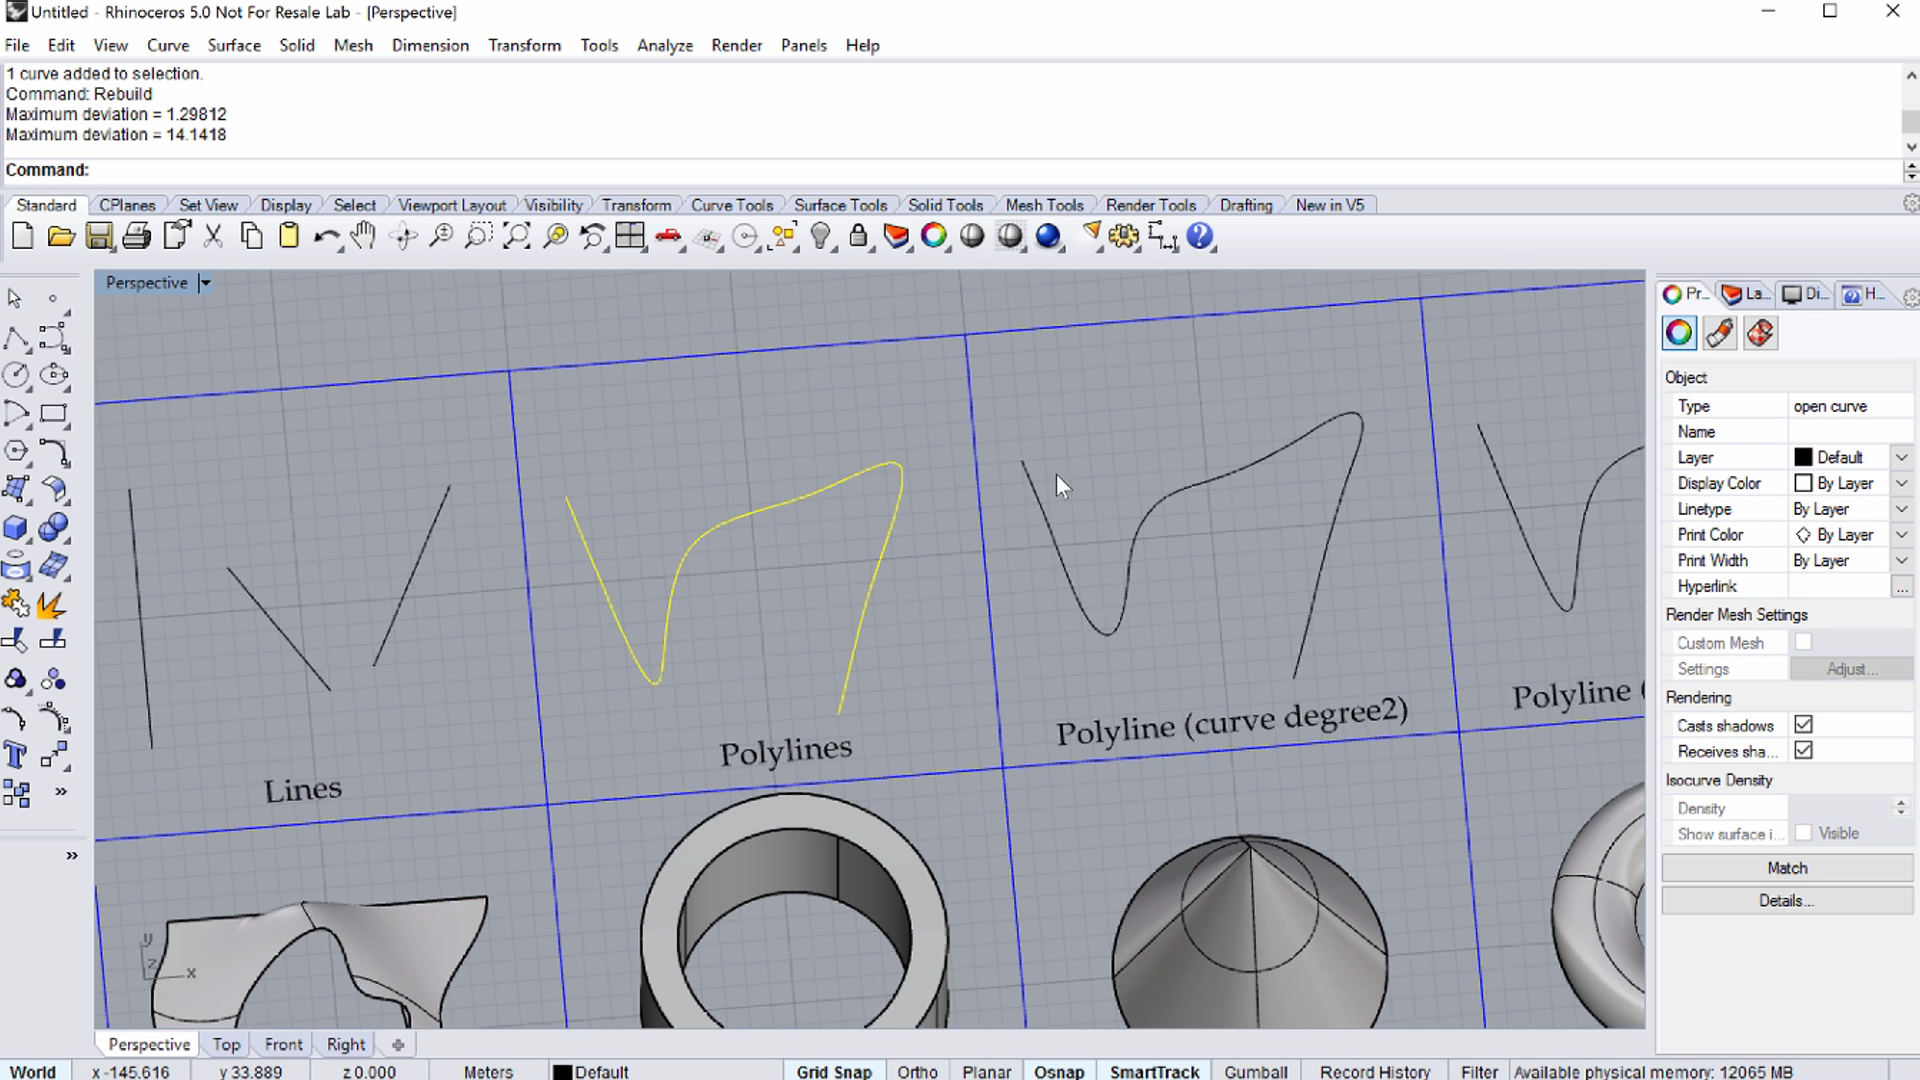 Untitled - Rhinoceros 5.0 Not For Resale Lab - [Perspective]
File Edit View Curve Surface Solid Mesh Dimension Transform Tools Analyze Render Panels Help
1 curve added to selection.
Command: Rebuild
Maximum deviation = 1.29812
Maximum deviation = 14.1418
Command:
Standard CPlanes Set View Display Select Viewport Layout Visibility Transform Curve Tools Surface Tools Solid Tools Mesh Tools Render Tools Drafting New in V5
Perspective
Pr... La... Di... H...
Object
Type open curve
Name
Layer Default
Display Color By Layer
Linetype By Layer
Print Color By Layer
Print Width By Layer
Hyperlink ...
Render Mesh Settings
Custom Mesh
Settings Adjust...
Rendering
Casts shadows
Receives sha...
Isocurve Density
Density
Show surface i... Visible
Match
Details...
Lines
Polylines
Polyline (curve degree2)
Polyline (
y
z x
Perspective Top Front Right
World x -145.616 y 33.889 z 0.000 Meters Default Grid Snap Ortho Planar Osnap SmartTrack Gumball Record History Filter Available physical memory: 12065 MB